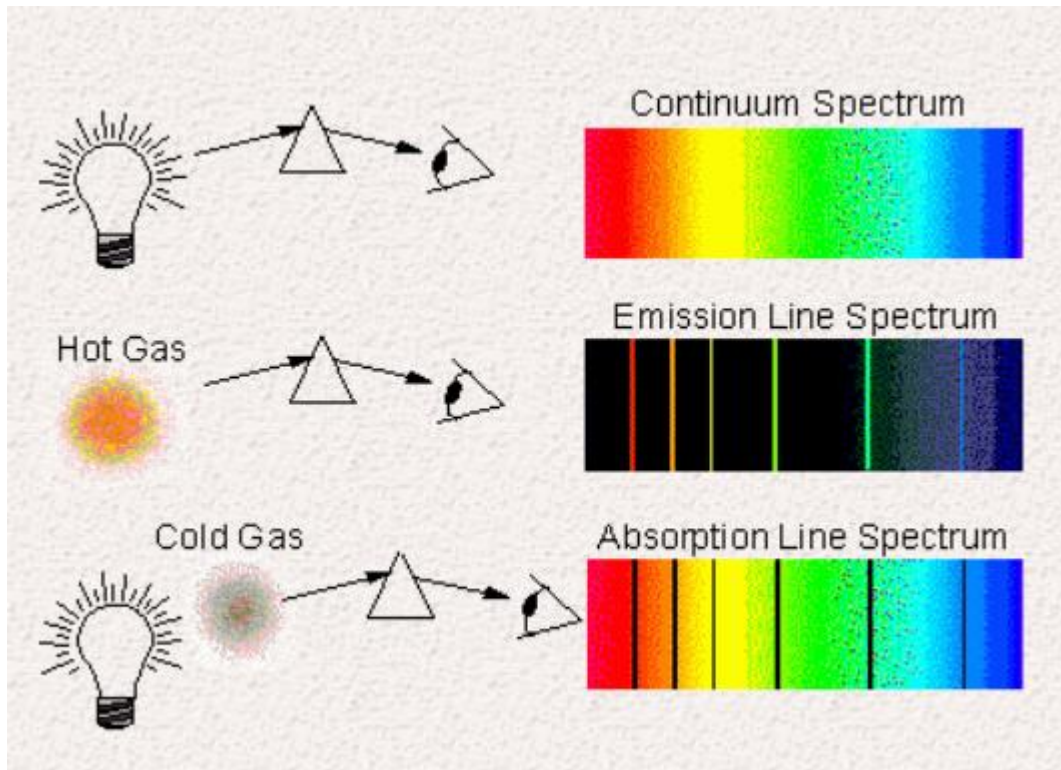 Continuum Spectrum
Hot Gas
Emission Line Spectrum
Cold Gas
Absorption Line Spectrum